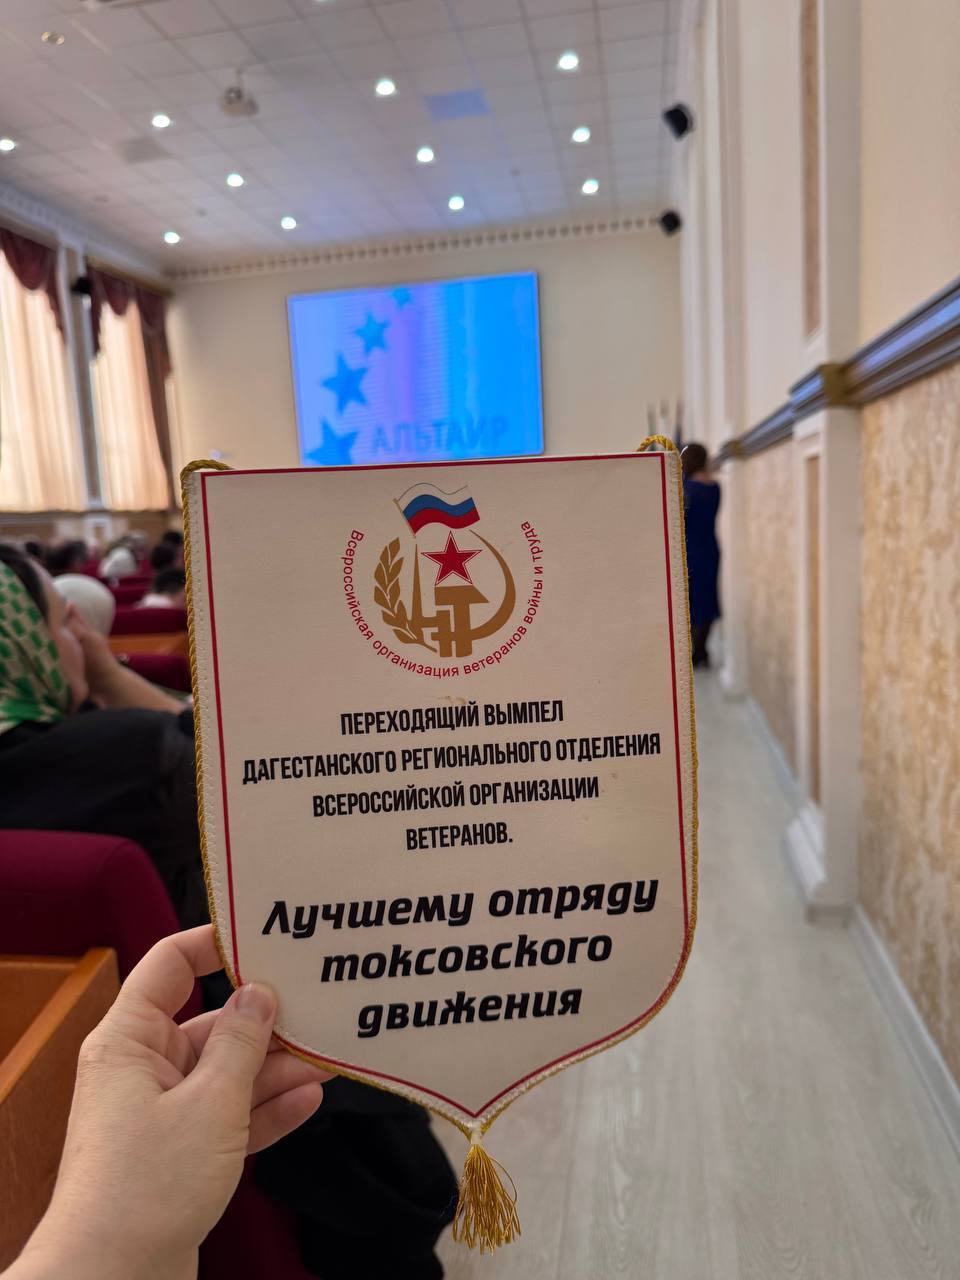 АЛЬТАИР
Всероссийская организация ветеранов войны и труда
ПЕРЕХОДЯЩИЙ ВЫМПЕЛ
ДАГЕСТАНСКОГО РЕГИОНАЛЬНОГО ОТДЕЛЕНИЯ
ВСЕРОССИЙСКОЙ ОРГАНИЗАЦИИ
ВЕТЕРАНОВ.
Лучшему отряду
токсовского
движения